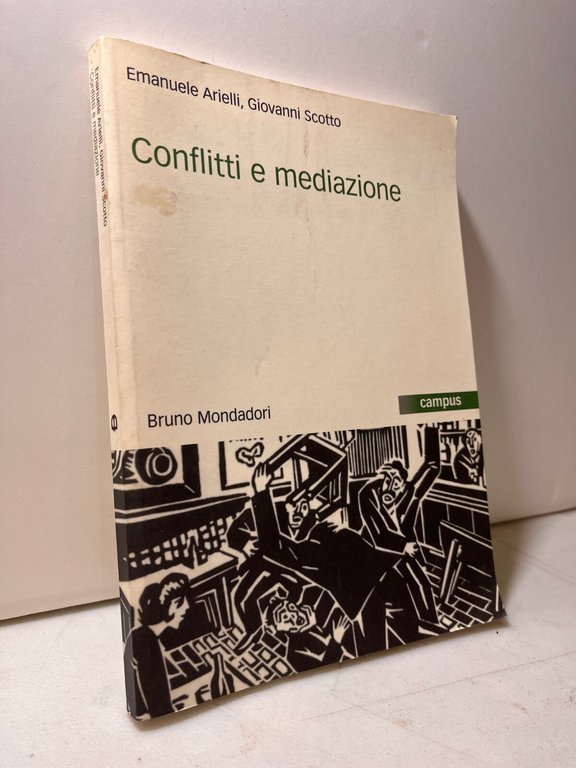 Emanuele Arielli, Giovanni Scotto
Conflitti e mediazione
campus
Bruno Mondadori
Emanuele Arielli, Giovanni Scotto
Conflitti e mediazione